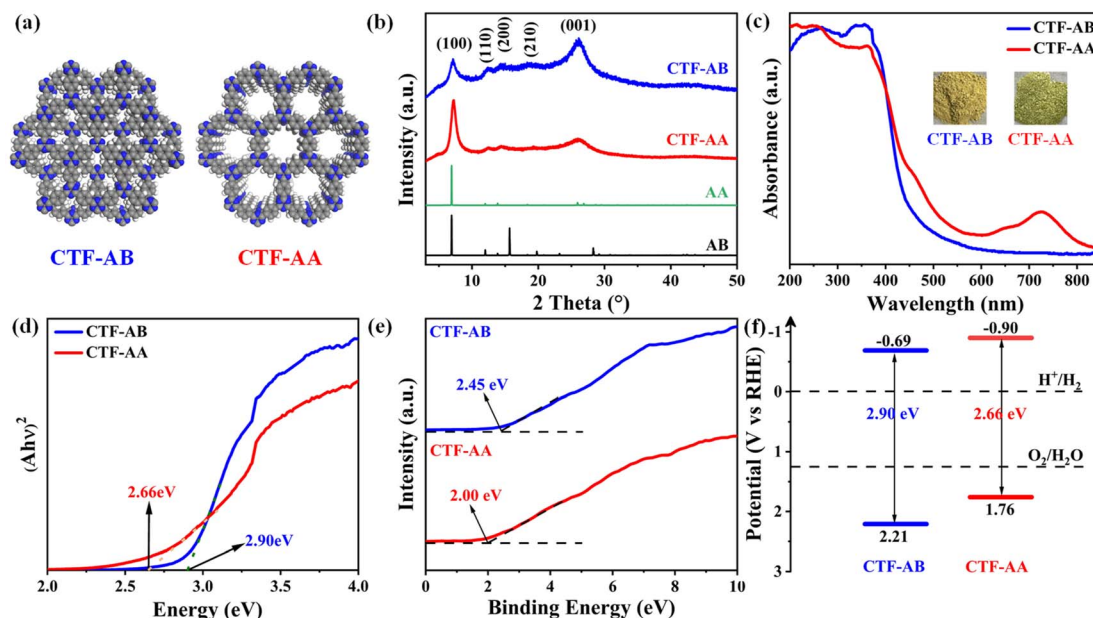 (a)
CTF-AB
CTF-AA
(b)
(100)
(110)
(200)
(210)
(001)
CTF-AB
CTF-AA
AA
AB
Intensity (a.u.)
0 10 20 30 40 50
2 Theta (°)
(c)
CTF-AB
CTF-AA
CTF-AB
CTF-AA
Absorbance (a.u.)
200 300 400 500 600 700 800
Wavelength (nm)
(d)
CTF-AB
CTF-AA
2.66eV
2.90eV
(Ahν)²
2.0 2.5 3.0 3.5 4.0
Energy (eV)
(e)
CTF-AB
2.45 eV
CTF-AA
2.00 eV
Intensity (a.u.)
0 2 4 6 8 10
Binding Energy (eV)
(f)
-1
0
1
2
3
Potential (V vs RHE)
-0.69
-0.90
H⁺/H₂
2.90 eV
2.66 eV
O₂/H₂O
2.21
1.76
CTF-AB
CTF-AA